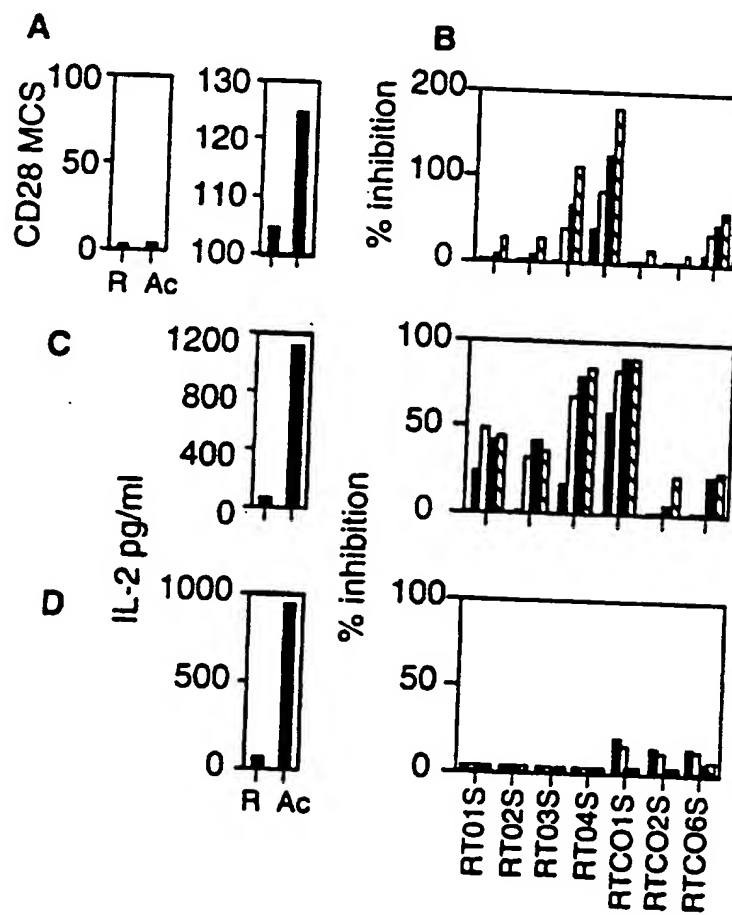 A
B
CD28 MCS
100
50
0
R Ac
130
120
110
100
% inhibition
200
100
0
C
D
IL-2 pg/ml
1200
800
400
0
% inhibition
100
50
0
1000
500
0
R Ac
100
50
0
RT01S
RT02S
RT03S
RT04S
RTCO1S
RTCO2S
RTCO6S